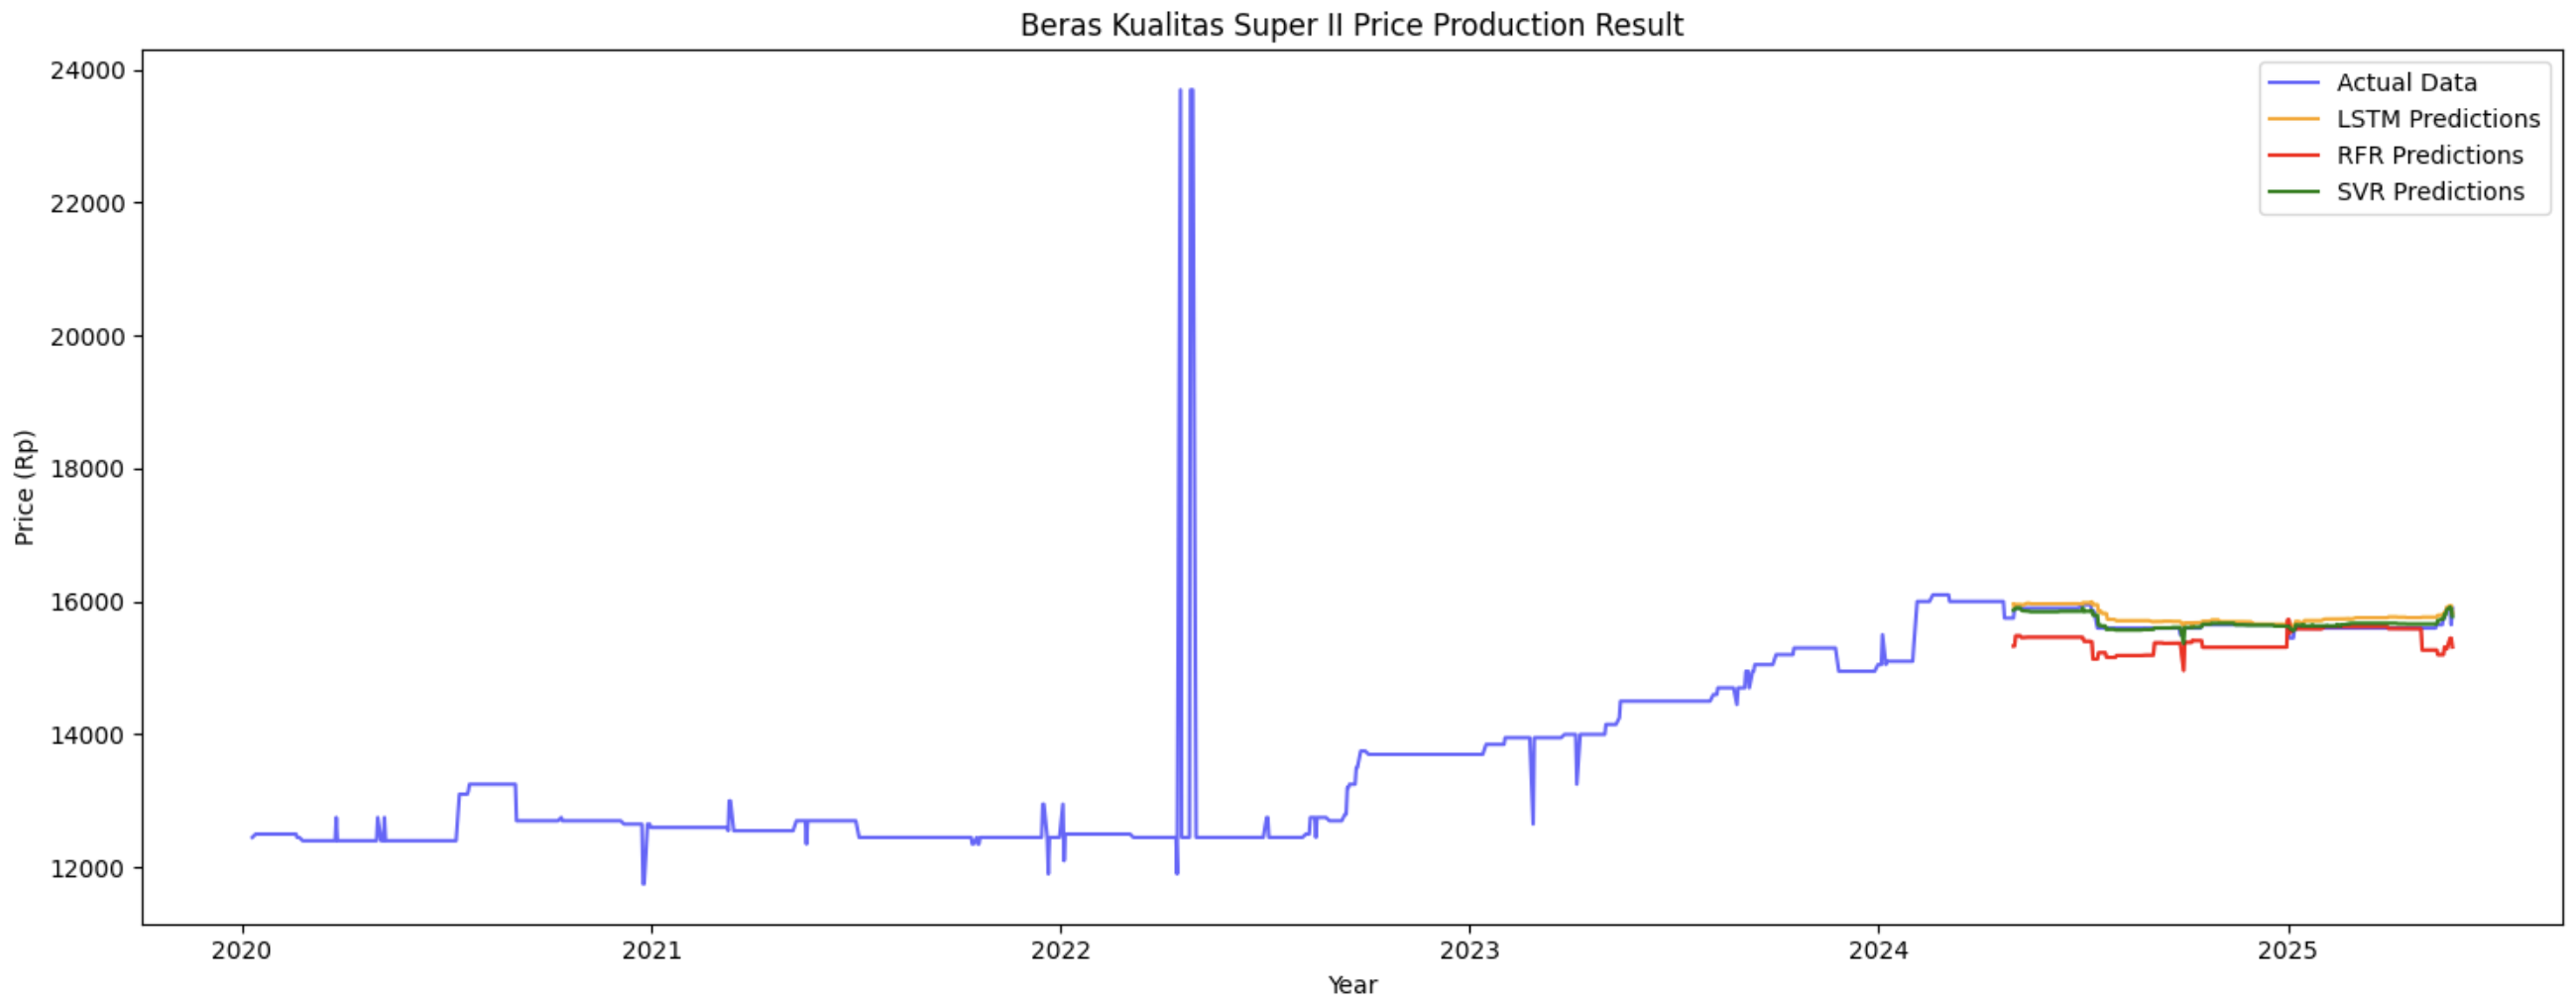 Beras Kualitas Super II Price Production Result
24000
22000
20000
18000
16000
14000
12000
Price (Rp)
Actual Data
LSTM Predictions
RFR Predictions
SVR Predictions
2020
2021
2022
2023
2024
2025
Year